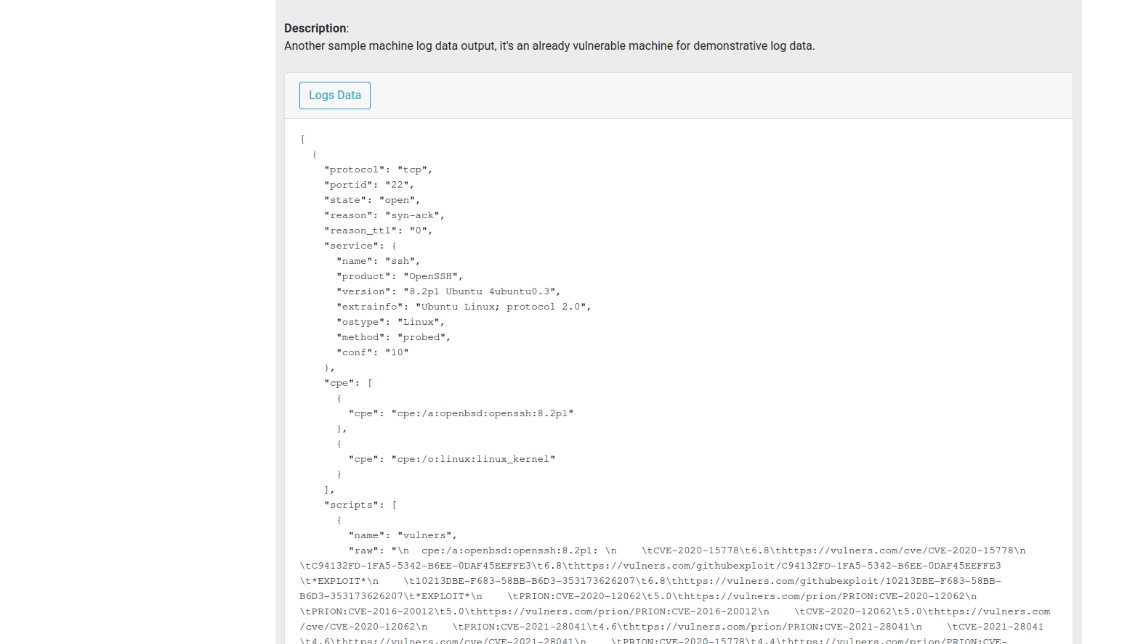 Description:
Another sample machine log data output, it's an already vulnerable machine for demonstrative log data.
Logs Data
[
{
"protocol": "tcp",
"portid": "22",
"state": "open",
"reason": "syn-ack",
"reason_ttl": "0",
"service": {
"name": "ssh",
"product": "OpenSSH",
"version": "8.2p1 Ubuntu 4ubuntu0.3",
"extrainfo": "Ubuntu Linux; protocol 2.0",
"ostype": "Linux",
"method": "probed",
"conf": "10"
},
"cpe": [
{
"cpe": "cpe:/a:openbsd:openssh:8.2p1"
},
{
"cpe": "cpe:/o:linux:linux_kernel"
}
],
"scripts": [
{
"name": "vulners",
"raw": "\n  cpe:/a:openbsd:openssh:8.2p1: \n    \tCVE-2020-15778\t6.8\thttps://vulners.com/cve/CVE-2020-15778\n
\tC94132FD-1FA5-5342-B6EE-0DAF45EEFFE3\t6.8\thttps://vulners.com/githubexploit/C94132FD-1FA5-5342-B6EE-0DAF45EEFFE3
\t*EXPLOIT*\n    \t10213DBE-F683-58BB-B6D3-353173626207\t6.8\thttps://vulners.com/githubexploit/10213DBE-F683-58BB-
B6D3-353173626207\t*EXPLOIT*\n    \tPRION:CVE-2020-12062\t5.0\thttps://vulners.com/prion/PRION:CVE-2020-12062\n
\tPRION:CVE-2016-20012\t5.0\thttps://vulners.com/prion/PRION:CVE-2016-20012\n    \tCVE-2020-12062\t5.0\thttps://vulners.com
/cve/CVE-2020-12062\n    \tPRION:CVE-2021-28041\t4.6\thttps://vulners.com/prion/PRION:CVE-2021-28041\n    \tCVE-2021-28041
\t4.6\thttps://vulners.com/cve/CVE-2021-28041\n    \tPRION:CVE-2020-15778\t4.4\thttps://vulners.com/prion/PRION:CVE-